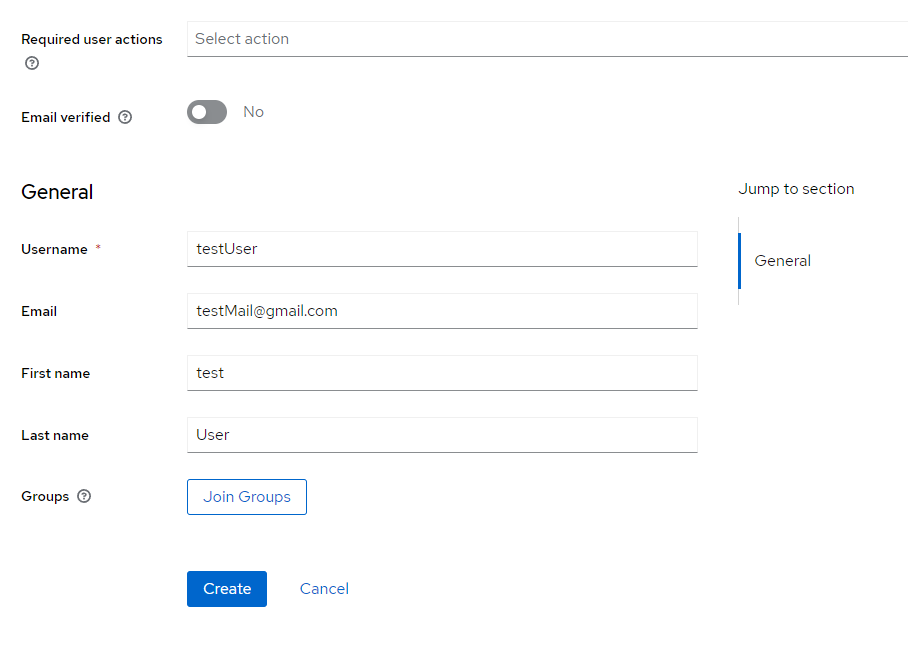 Required user actions
Select action
Email verified
No
General
Jump to section
General
Username *
testUser
Email
testMail@gmail.com
First name
test
Last name
User
Groups
Join Groups
Create
Cancel